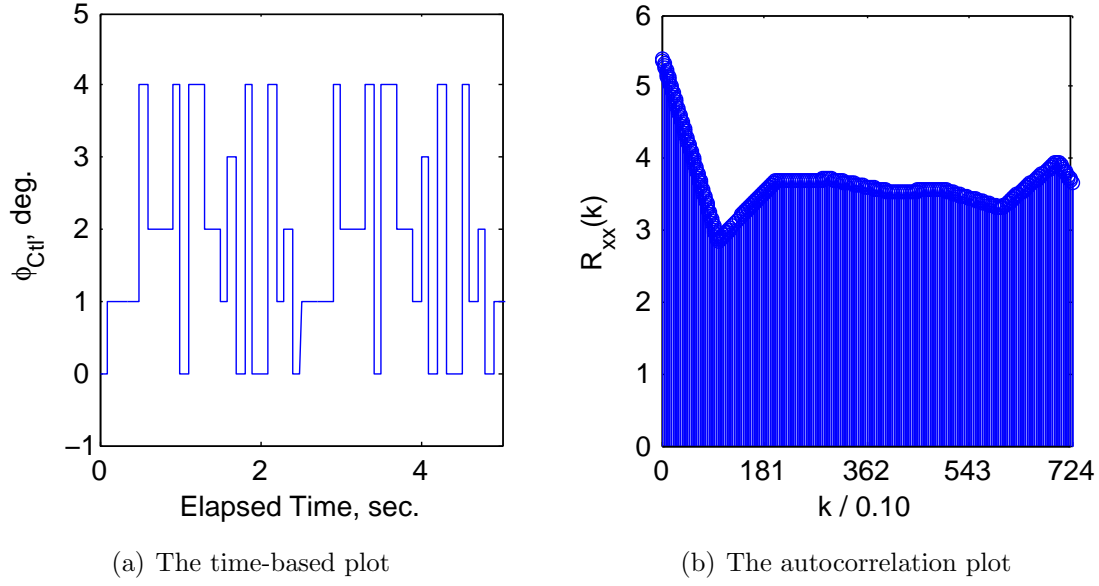 5
4
3
2
1
0
−1
0 2 4
ϕCtl, deg.
Elapsed Time, sec.
(a) The time-based plot
6
5
4
3
2
1
0
0 181 362 543 724
Rxx(k)
k / 0.10
(b) The autocorrelation plot